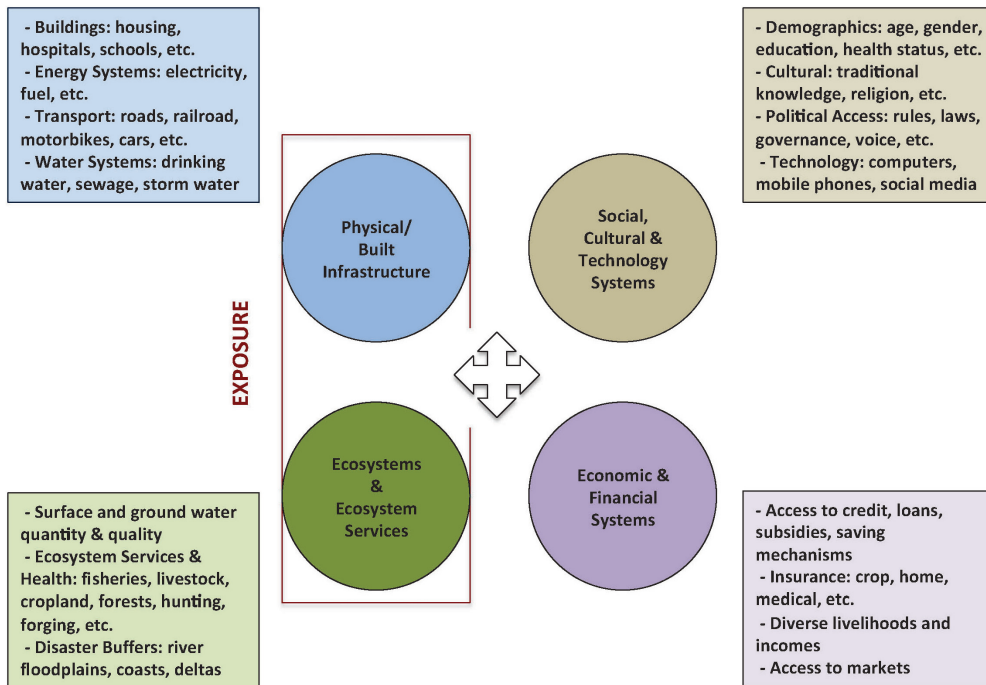 - Buildings: housing,
hospitals, schools, etc.
- Energy Systems: electricity,
fuel, etc.
- Transport: roads, railroad,
motorbikes, cars, etc.
- Water Systems: drinking
water, sewage, storm water
- Demographics: age, gender,
education, health status, etc.
- Cultural: traditional
knowledge, religion, etc.
- Political Access: rules, laws,
governance, voice, etc.
- Technology: computers,
mobile phones, social media
Physical/
Built
Infrastructure
Social,
Cultural &
Technology
Systems
EXPOSURE
Ecosystems
&
Ecosystem
Services
Economic &
Financial
Systems
- Surface and ground water
quantity & quality
- Ecosystem Services &
Health: fisheries, livestock,
cropland, forests, hunting,
forging, etc.
- Disaster Buffers: river
floodplains, coasts, deltas
- Access to credit, loans,
subsidies, saving
mechanisms
- Insurance: crop, home,
medical, etc.
- Diverse livelihoods and
incomes
- Access to markets